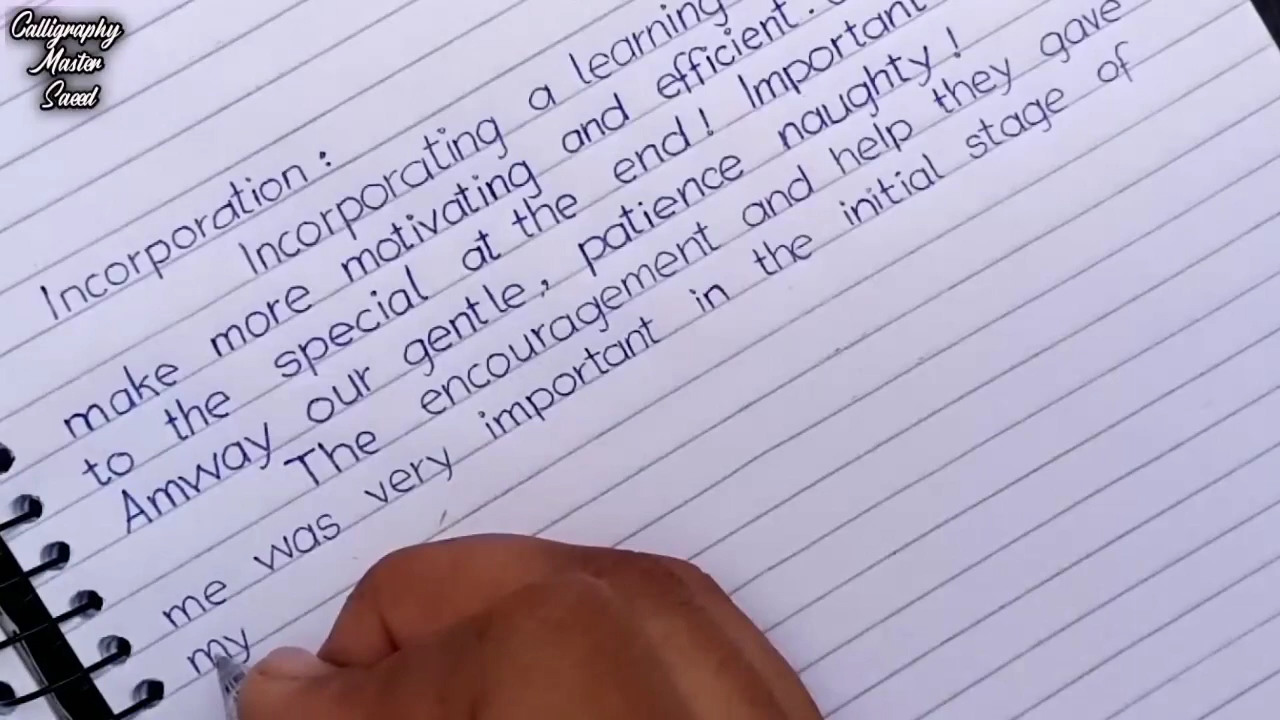 Calligraphy
Master
Saeed
Incorporation :
Incorporating a learning
make more motivating and efficient .
to the special at the end! Important
Amway our gentle, patience naughty !
The encouragement and help they gave
me was very important in the initial stage of
my